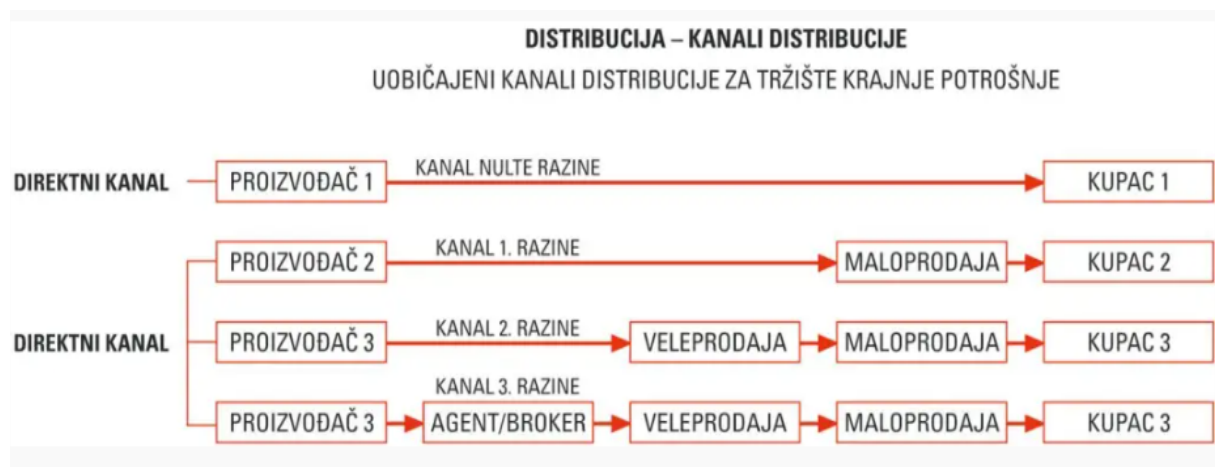 DISTRIBUCIJA – KANALI DISTRIBUCIJE
UOBIČAJENI KANALI DISTRIBUCIJE ZA TRŽIŠTE KRAJNJE POTROŠNJE
DIREKTNI KANAL PROIZVOĐAČ 1 KANAL NULTE RAZINE KUPAC 1
PROIZVOĐAČ 2 KANAL 1. RAZINE MALOPRODAJA KUPAC 2
DIREKTNI KANAL PROIZVOĐAČ 3 KANAL 2. RAZINE VELEPRODAJA MALOPRODAJA KUPAC 3
KANAL 3. RAZINE
PROIZVOĐAČ 3 AGENT/BROKER VELEPRODAJA MALOPRODAJA KUPAC 3